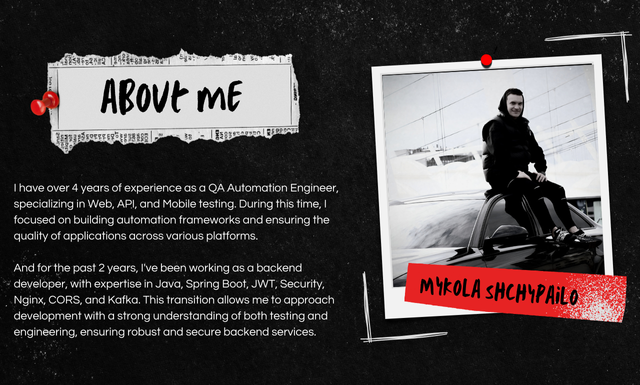 ABOUT ME
I have over 4 years of experience as a QA Automation Engineer,
specializing in Web, API, and Mobile testing. During this time, I
focused on building automation frameworks and ensuring the
quality of applications across various platforms.
And for the past 2 years, I've been working as a backend
developer, with expertise in Java, Spring Boot, JWT, Security,
Nginx, CORS, and Kafka. This transition allows me to approach
development with a strong understanding of both testing and
engineering, ensuring robust and secure backend services.
MYKOLA SHCHYPAILO